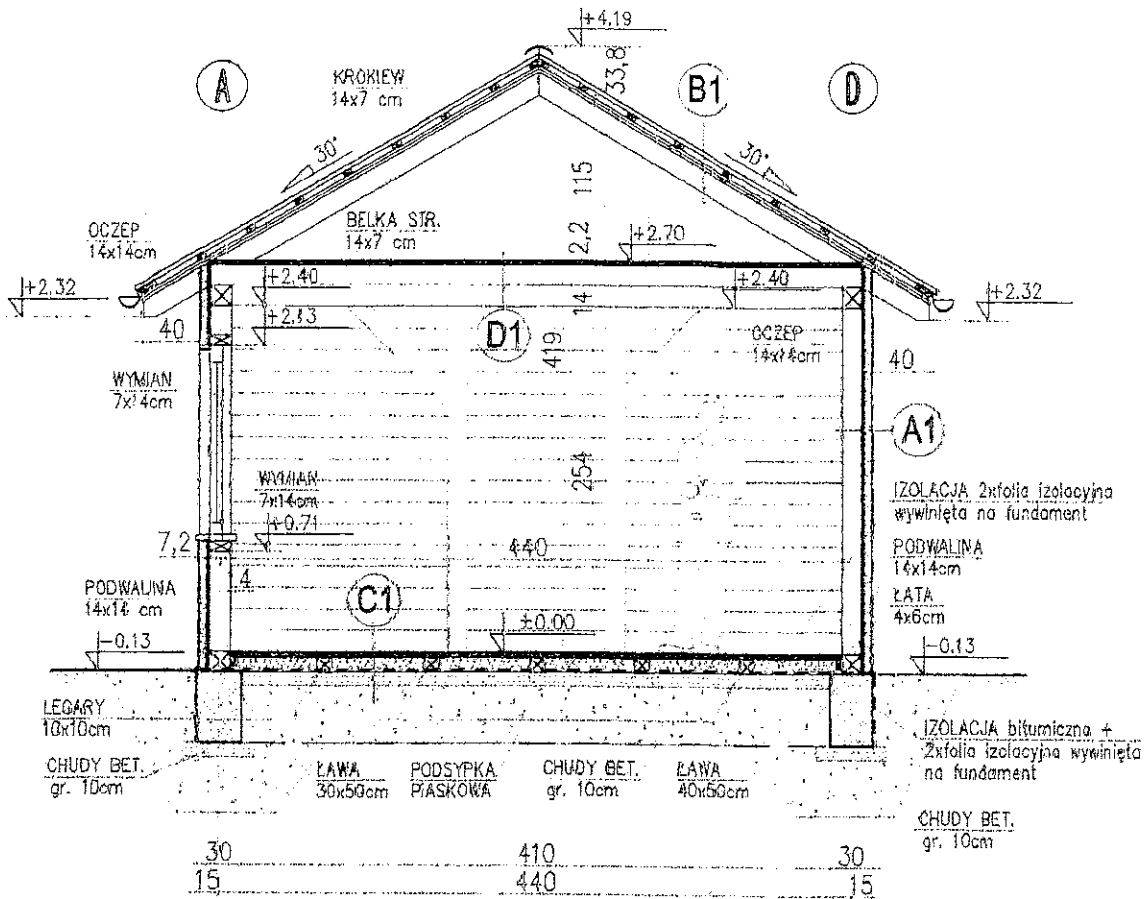 +4,19
A
KROKIEW
14x7 cm
33,8
B1
D
30°
30°
115
OCZEP
14x14cm
BELKA STR.
14x7 cm
2,2
+2,70
+2,32
+2,40
14
+2,40
+2,32
40
+2,13
D1
419
OCZEP
14x14cm
40
WYMIAN
7x14cm
A1
254
WYMIAN
7x14cm
+0,71
IZOLACJA 2xfolia izolacyjna
wywinięta na fundament
7,2
440
PODWALINA
14x14cm
PODWALINA
14x14 cm
4
C1
ŁATA
4x6cm
±0.00
-0,13
-0,13
LEGARY
10x10cm
IZOLACJA bitumiczna +
2xfolia izolacyjna wywinięta
na fundament
CHUDY BET.
gr. 10cm
ŁAWA
30x50cm
PODSYPKA
PIASKOWA
CHUDY BET.
gr. 10cm
ŁAWA
40x50cm
CHUDY BET.
gr. 10cm
30
410
30
15
440
15